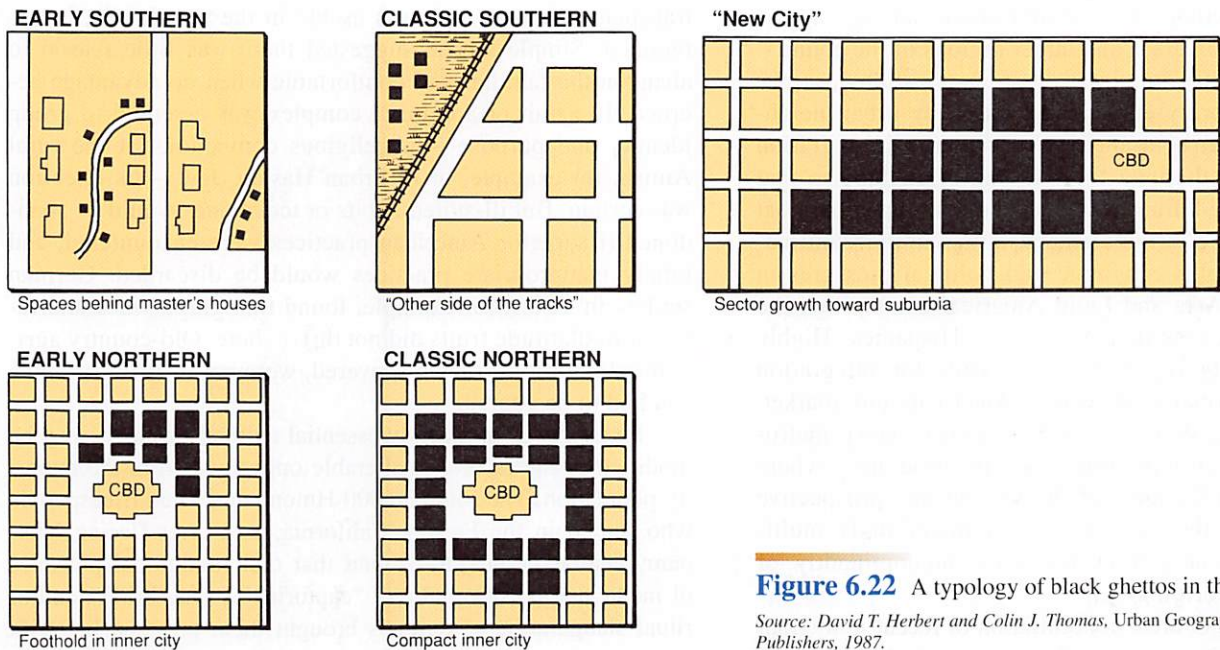 EARLY SOUTHERN
Spaces behind master's houses
CLASSIC SOUTHERN
"Other side of the tracks"
"New City"
CBD
Sector growth toward suburbia
EARLY NORTHERN
CBD
Foothold in inner city
CLASSIC NORTHERN
CBD
Compact inner city
Figure 6.22 A typology of black ghettos in th
Source: David T. Herbert and Colin J. Thomas, Urban Geogra
Publishers, 1987.